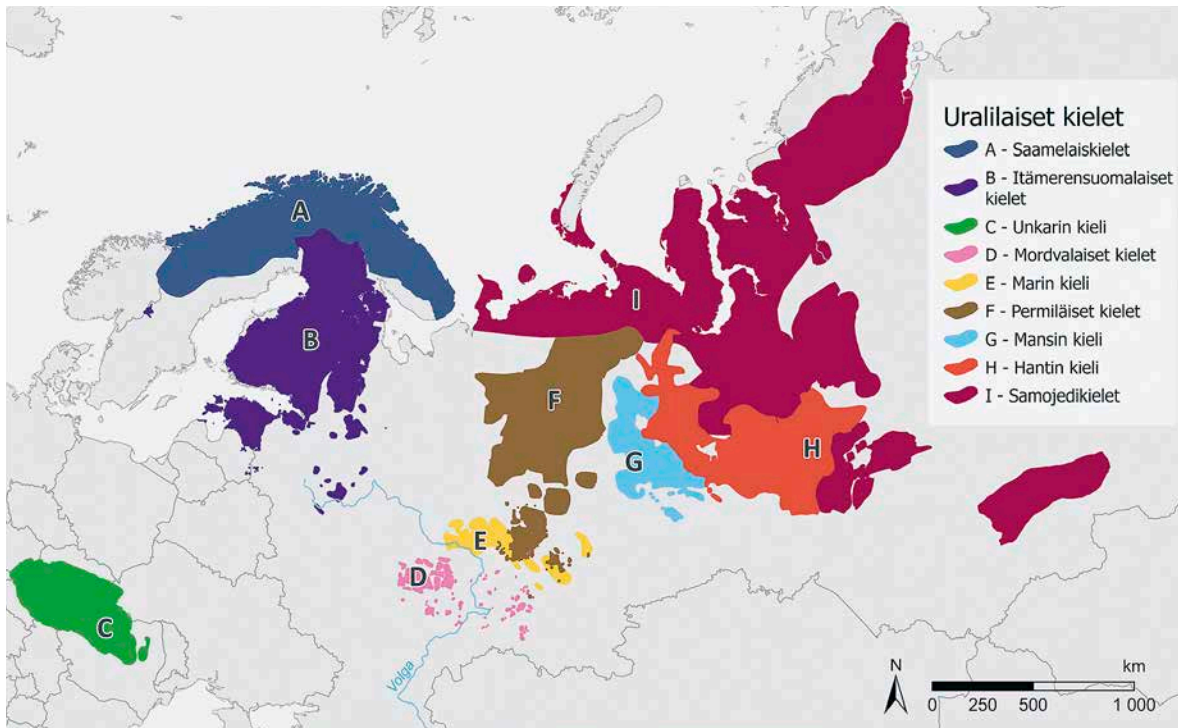 Uralilaiset kielet
A - Saamelaiskielet
B - Itämerensuomalaiset
kielet
C - Unkarin kieli
D - Mordvalaiset kielet
E - Marin kieli
F - Permiläiset kielet
G - Mansin kieli
H - Hantin kieli
I - Samojedikielet
A
I
B
F
H
G
E
D
C
Volga
N
km
0 250 500 1 000